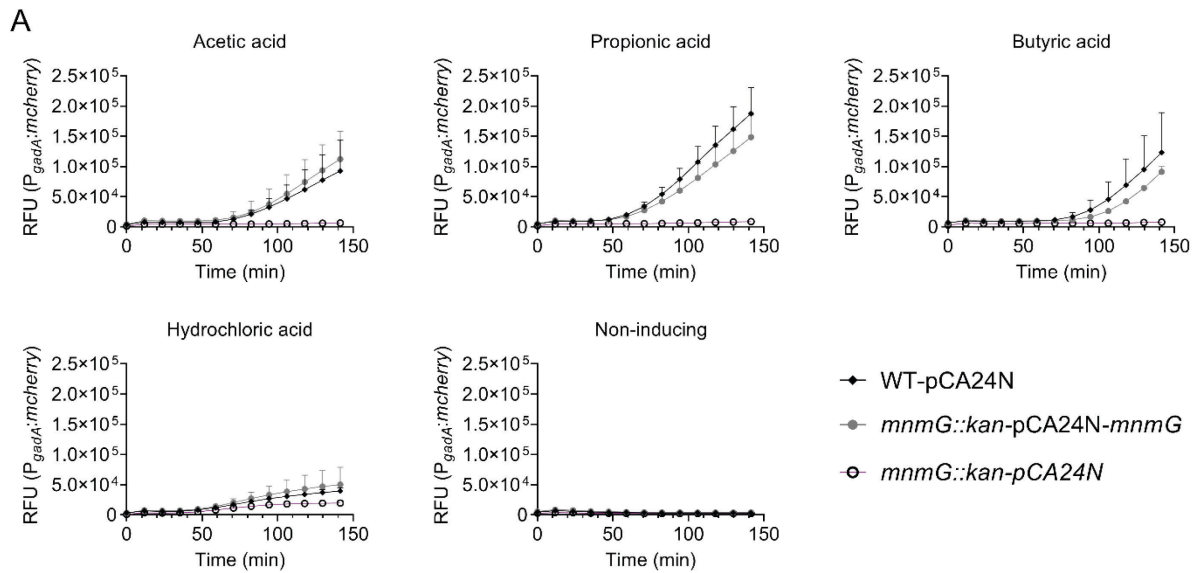 A
Acetic acid
2.5×10⁵
2.0×10⁵
1.5×10⁵
1.0×10⁵
5.0×10⁴
0
RFU (P_gadA:mcherry)
0 50 100 150
Time (min)
Propionic acid
2.5×10⁵
2.0×10⁵
1.5×10⁵
1.0×10⁵
5.0×10⁴
0
RFU (P_gadA:mcherry)
0 50 100 150
Time (min)
Butyric acid
2.5×10⁵
2.0×10⁵
1.5×10⁵
1.0×10⁵
5.0×10⁴
0
RFU (P_gadA:mcherry)
0 50 100 150
Time (min)
Hydrochloric acid
2.5×10⁵
2.0×10⁵
1.5×10⁵
1.0×10⁵
5.0×10⁴
0
RFU (P_gadA:mcherry)
0 50 100 150
Time (min)
Non-inducing
2.5×10⁵
2.0×10⁵
1.5×10⁵
1.0×10⁵
5.0×10⁴
0
RFU (P_gadA:mcherry)
0 50 100 150
Time (min)
WT-pCA24N
mnmG::kan-pCA24N-mnmG
mnmG::kan-pCA24N